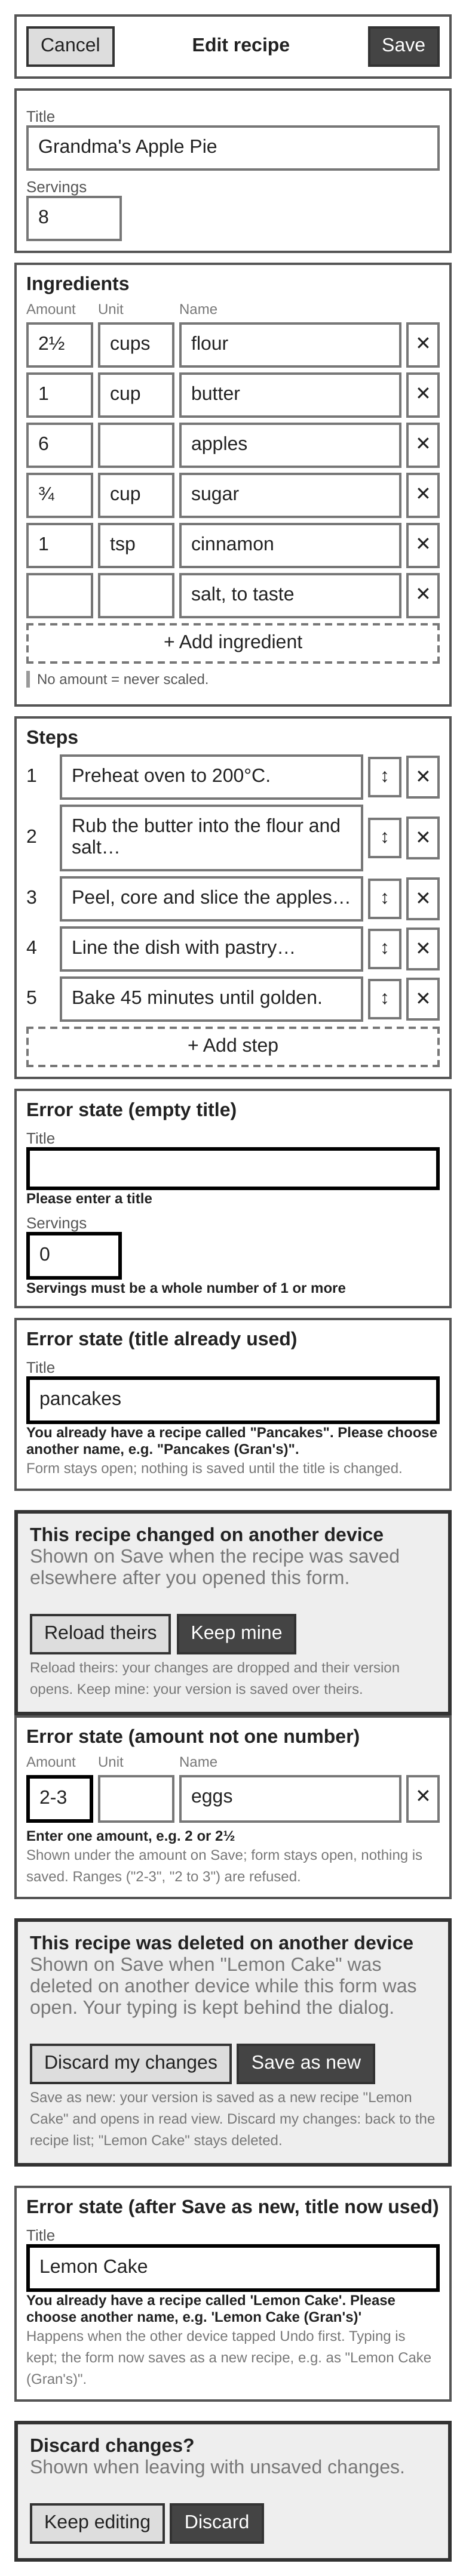 Cancel Edit recipe Save
Title
Grandma's Apple Pie
Servings
8
Ingredients
Amount Unit Name
2½ cups flour ✕
1 cup butter ✕
6 apples ✕
¾ cup sugar ✕
1 tsp cinnamon ✕
salt, to taste ✕
+ Add ingredient
No amount = never scaled.
Steps
1 Preheat oven to 200°C. ↕ ✕
2 Rub the butter into the flour and
salt… ↕ ✕
3 Peel, core and slice the apples… ↕ ✕
4 Line the dish with pastry… ↕ ✕
5 Bake 45 minutes until golden. ↕ ✕
+ Add step
Error state (empty title)
Title
Please enter a title
Servings
0
Servings must be a whole number of 1 or more
Error state (title already used)
Title
pancakes
You already have a recipe called "Pancakes". Please choose
another name, e.g. "Pancakes (Gran's)".
Form stays open; nothing is saved until the title is changed.
This recipe changed on another device
Shown on Save when the recipe was saved
elsewhere after you opened this form.
Reload theirs Keep mine
Reload theirs: your changes are dropped and their version
opens. Keep mine: your version is saved over theirs.
Error state (amount not one number)
Amount Unit Name
2-3 eggs ✕
Enter one amount, e.g. 2 or 2½
Shown under the amount on Save; form stays open, nothing is
saved. Ranges ("2-3", "2 to 3") are refused.
This recipe was deleted on another device
Shown on Save when "Lemon Cake" was
deleted on another device while this form was
open. Your typing is kept behind the dialog.
Discard my changes Save as new
Save as new: your version is saved as a new recipe "Lemon
Cake" and opens in read view. Discard my changes: back to the
recipe list; "Lemon Cake" stays deleted.
Error state (after Save as new, title now used)
Title
Lemon Cake
You already have a recipe called 'Lemon Cake'. Please
choose another name, e.g. 'Lemon Cake (Gran's)'
Happens when the other device tapped Undo first. Typing is
kept; the form now saves as a new recipe, e.g. as "Lemon Cake
(Gran's)".
Discard changes?
Shown when leaving with unsaved changes.
Keep editing Discard